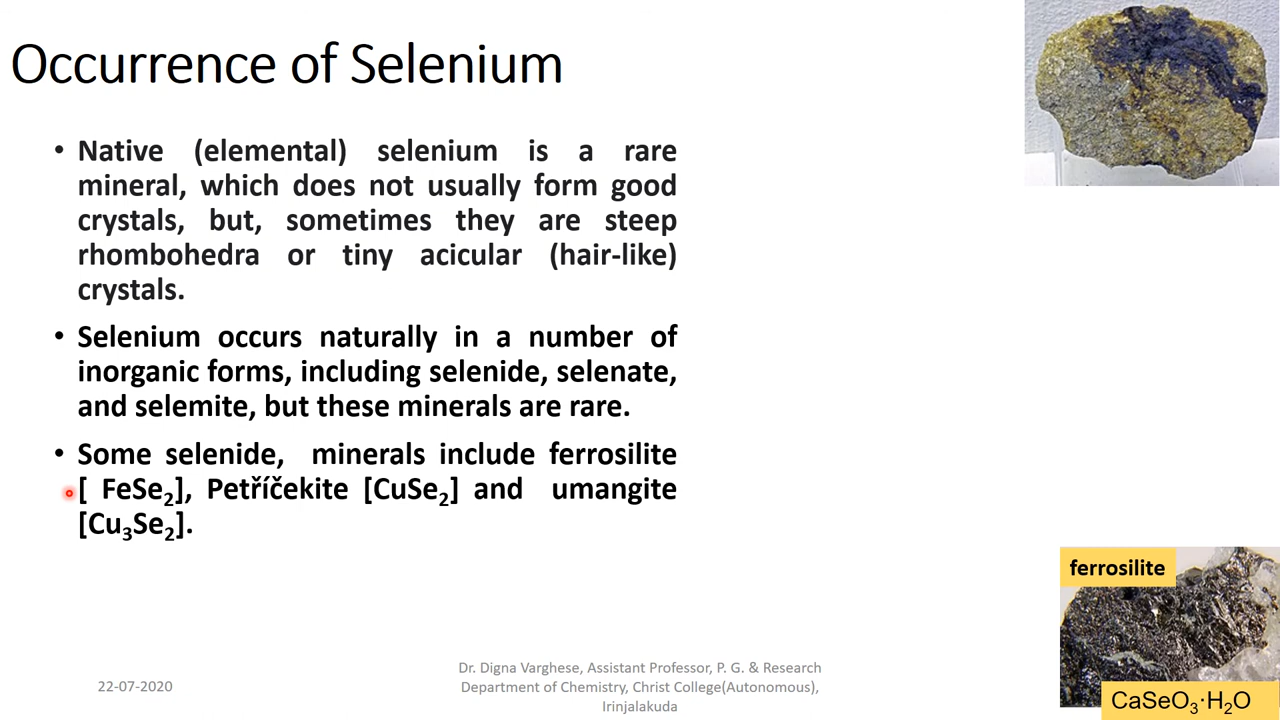 Occurrence of Selenium
• Native (elemental) selenium is a rare
mineral, which does not usually form good
crystals, but, sometimes they are steep
rhombohedra or tiny acicular (hair-like)
crystals.
• Selenium occurs naturally in a number of
inorganic forms, including selenide, selenate,
and selemite, but these minerals are rare.
• Some selenide, minerals include ferrosilite
[ FeSe₂], Petříčekite [CuSe₂] and umangite
[Cu₃Se₂].
ferrosilite
CaSeO₃·H₂O
22-07-2020
Dr. Digna Varghese, Assistant Professor, P. G. & Research
Department of Chemistry, Christ College(Autonomous),
Irinjalakuda